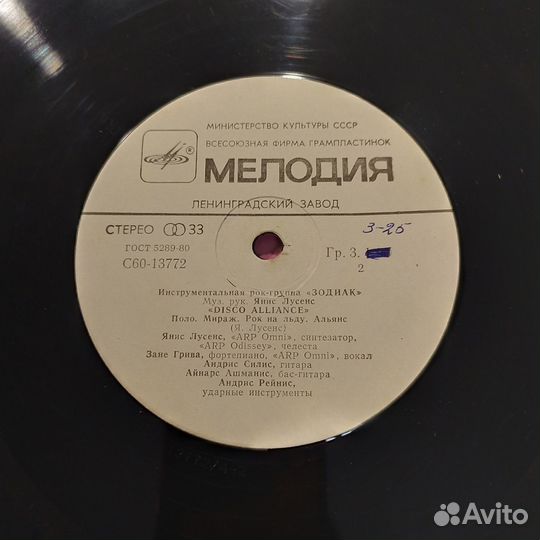 МИНИСТЕРСТВО КУЛЬТУРЫ СССР
ВСЕСОЮЗНАЯ ФИРМА ГРАМПЛАСТИНОК
®
МЕЛОДИЯ
ЛЕНИНГРАДСКИЙ ЗАВОД
СТЕРЕО 33
3-25
ГОСТ 5289-80
Гр. 3.
С60-13772
2
Инструментальная рок-группа «ЗОДИАК»
Муз. рук. Янис Лусенс
«DISCO ALLIANCE»
Поло. Мираж. Рок на льду. Альянс
(Я. Лусенс)
Янис Лусенс, «ARP Omni», синтезатор,
«ARP Odissey», челеста
Зане Грива, фортепиано, «ARP Omni», вокал
Андрис Силис, гитара
Айнарс Ашманис, бас-гитара
Андрис Рейнис,
ударные инструменты
Avito